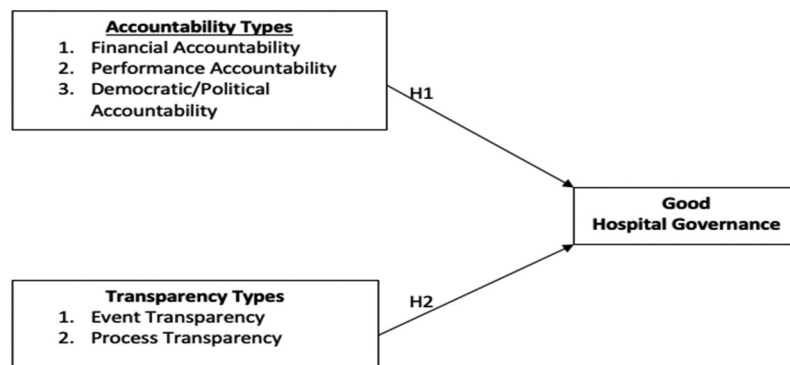 Accountability Types
1. Financial Accountability
2. Performance Accountability
3. Democratic/Political
Accountability
H1
Good
Hospital Governance
Transparency Types
1. Event Transparency
2. Process Transparency
H2